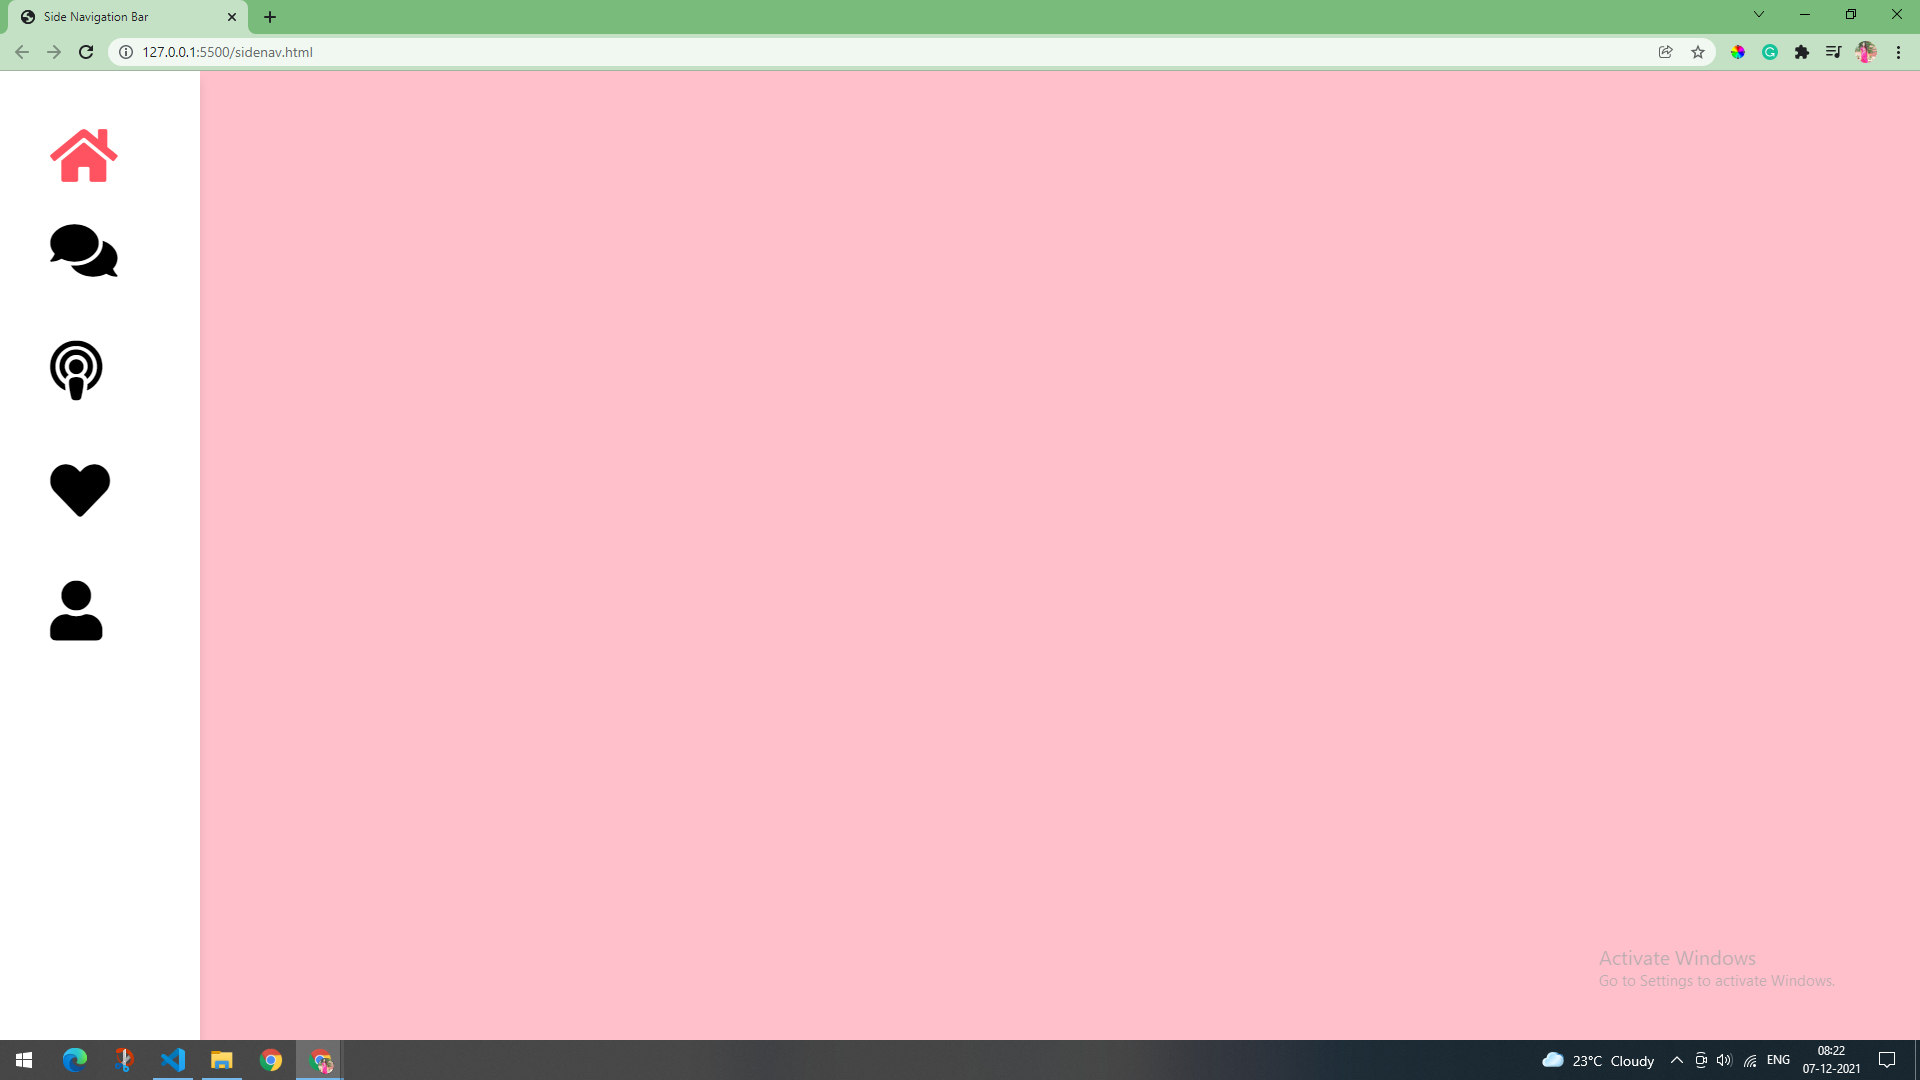 Side Navigation Bar
127.0.0.1:5500/sidenav.html
Activate Windows
Go to Settings to activate Windows.
23°C Cloudy
ENG
08:22
07-12-2021